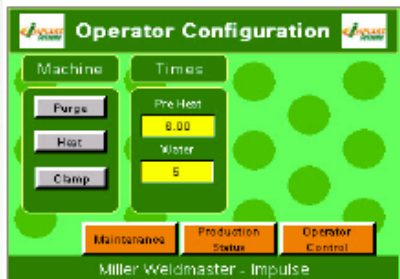 Operator Configuration
Machine
Times
Purge
Heat
Clamp
Pre Heat
6.00
Water
5
Maintenance
Production
Status
Operator
Control
Miller Weldmaster - Impulse